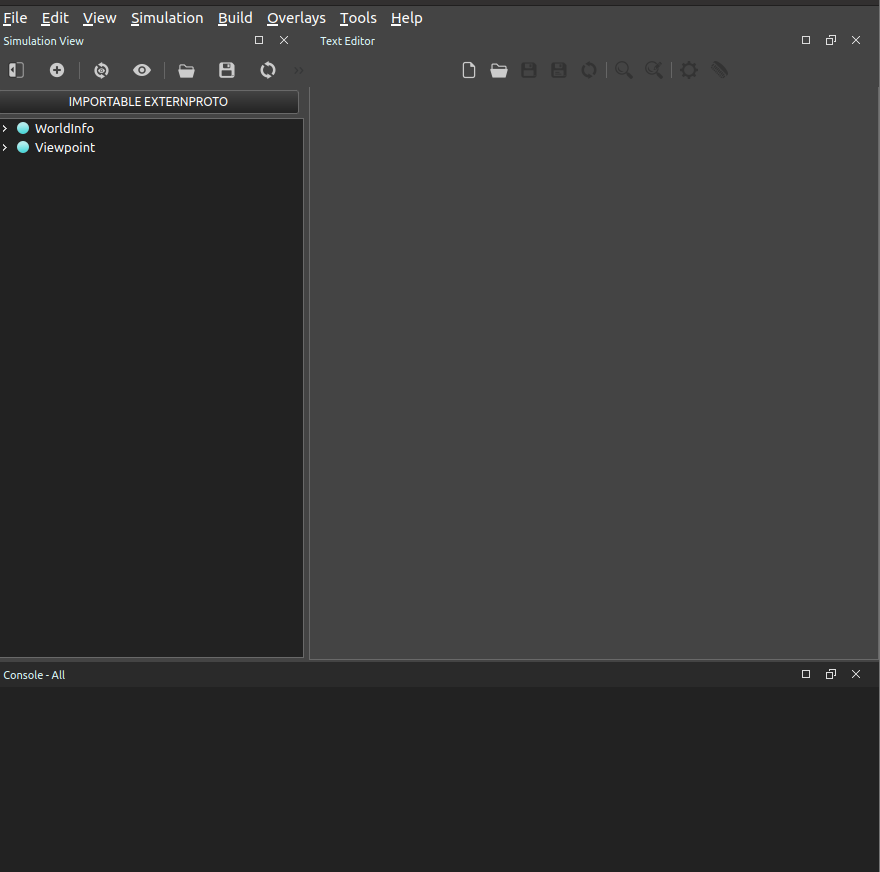 File Edit View Simulation Build Overlays Tools Help
Simulation View
Text Editor
IMPORTABLE EXTERNPROTO
WorldInfo
Viewpoint
Console - All